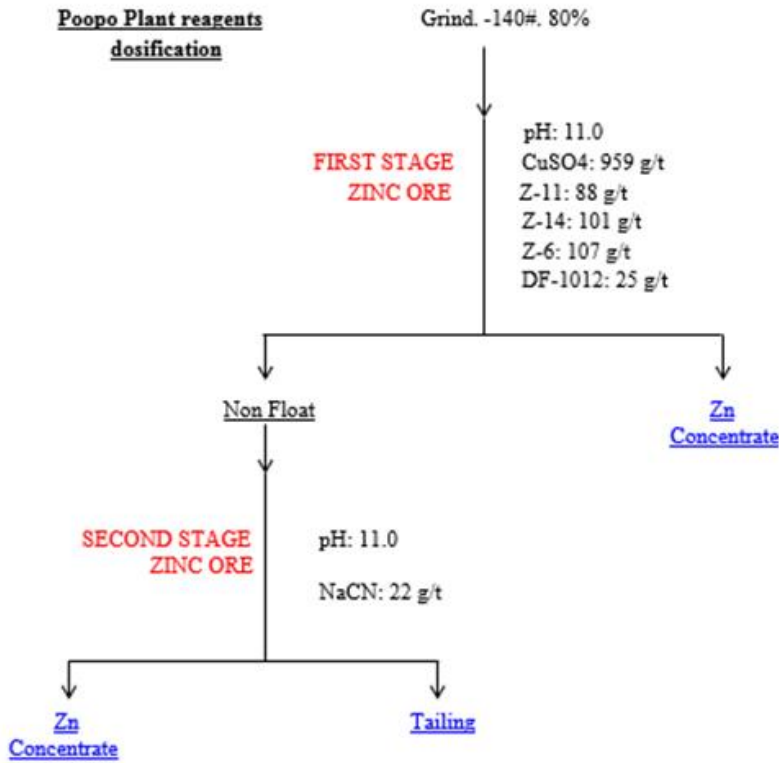 Poopo Plant reagents
dosification
Grind. -140#. 80%
FIRST STAGE
ZINC ORE
pH: 11.0
CuSO4: 959 g/t
Z-11: 88 g/t
Z-14: 101 g/t
Z-6: 107 g/t
DF-1012: 25 g/t
Non Float
Zn
Concentrate
SECOND STAGE
ZINC ORE
pH: 11.0
NaCN: 22 g/t
Zn
Concentrate
Tailing